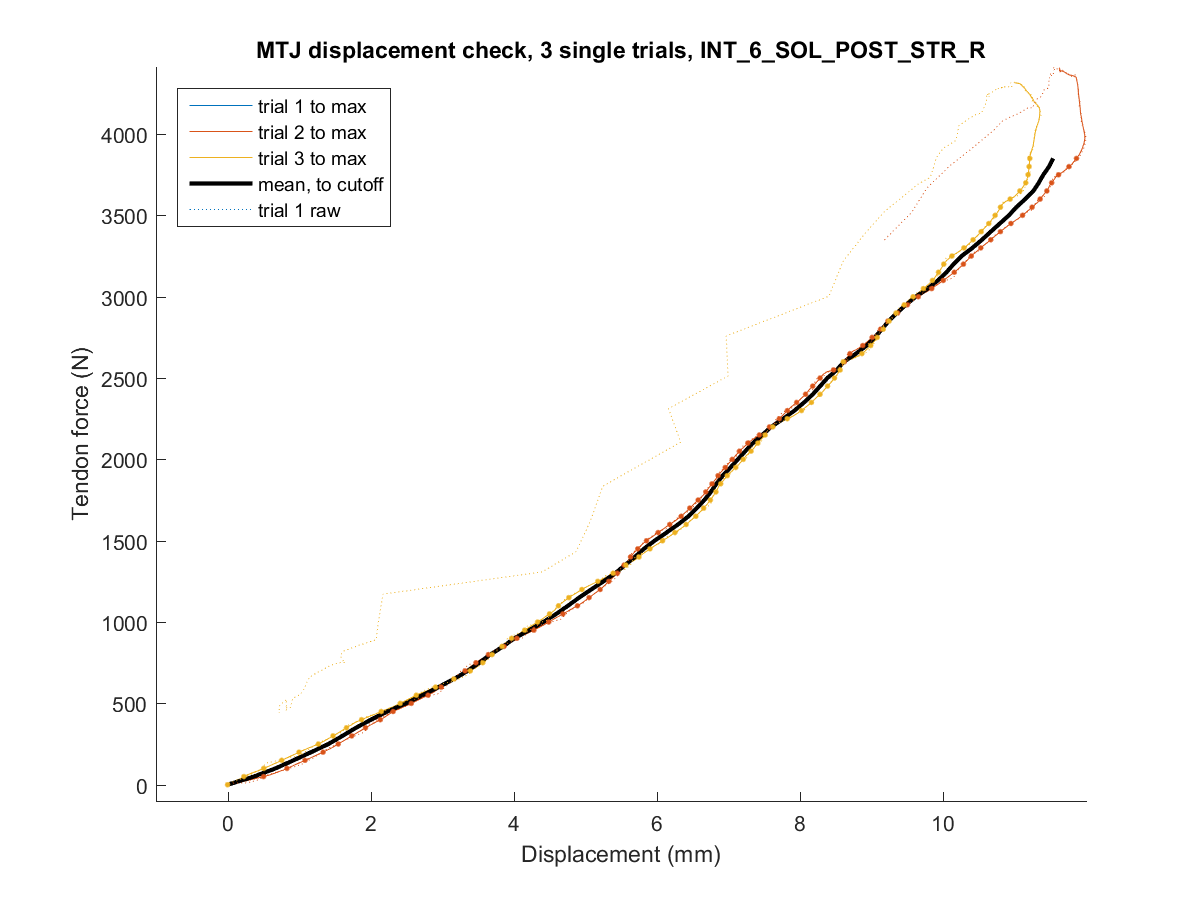 MTJ displacement check, 3 single trials, INT_6_SOL_POST_STR_R
trial 1 to max
trial 2 to max
trial 3 to max
mean, to cutoff
trial 1 raw
Tendon force (N)
4000
3500
3000
2500
2000
1500
1000
500
0
0 2 4 6 8 10
Displacement (mm)